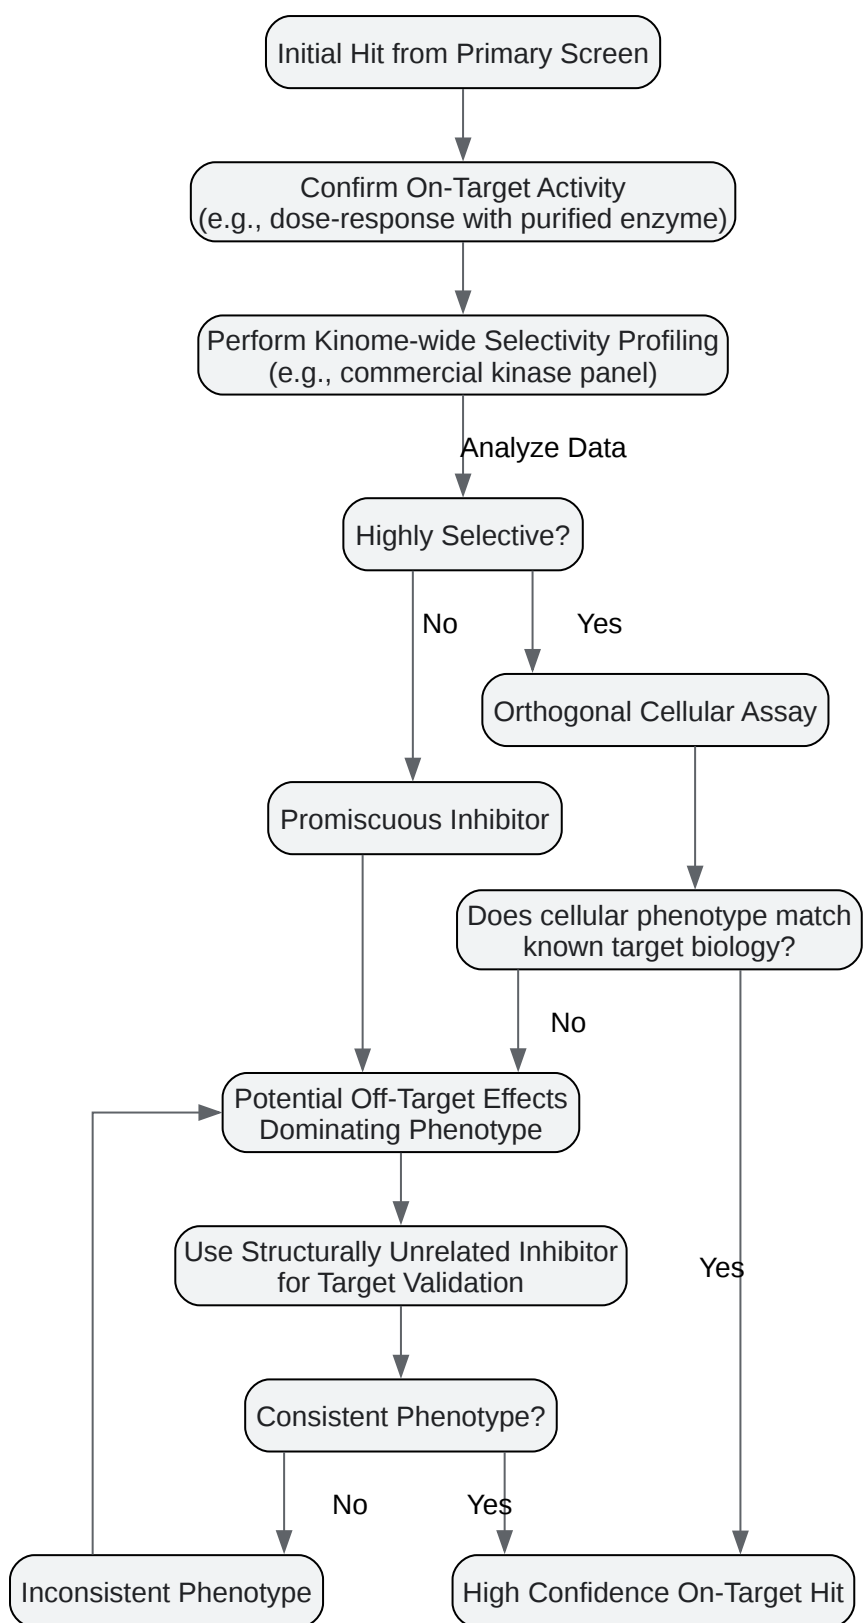 Initial Hit from Primary Screen
Confirm On-Target Activity
(e.g., dose-response with purified enzyme)
Perform Kinome-wide Selectivity Profiling
(e.g., commercial kinase panel)
Analyze Data
Highly Selective?
No
Yes
Orthogonal Cellular Assay
Promiscuous Inhibitor
Does cellular phenotype match
known target biology?
No
Potential Off-Target Effects
Dominating Phenotype
Use Structurally Unrelated Inhibitor
for Target Validation
Yes
Consistent Phenotype?
No
Yes
Inconsistent Phenotype
High Confidence On-Target Hit